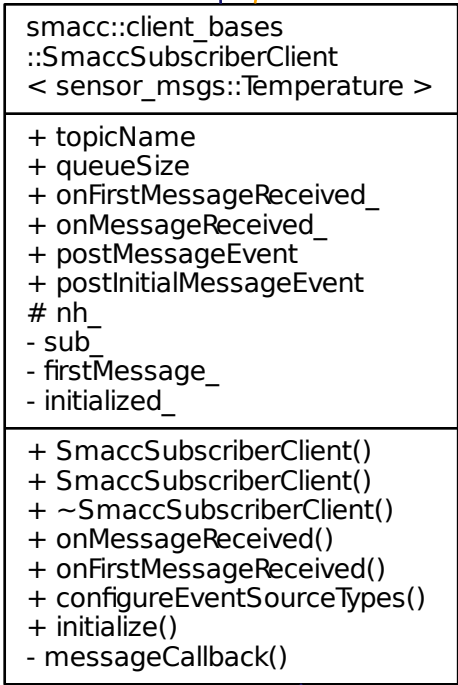 smacc::client_bases
::SmaccSubscriberClient
< sensor_msgs::Temperature >
+ topicName
+ queueSize
+ onFirstMessageReceived_
+ onMessageReceived_
+ postMessageEvent
+ postInitialMessageEvent
# nh_
- sub_
- firstMessage_
- initialized_
+ SmaccSubscriberClient()
+ SmaccSubscriberClient()
+ ~SmaccSubscriberClient()
+ onMessageReceived()
+ onFirstMessageReceived()
+ configureEventSourceTypes()
+ initialize()
- messageCallback()